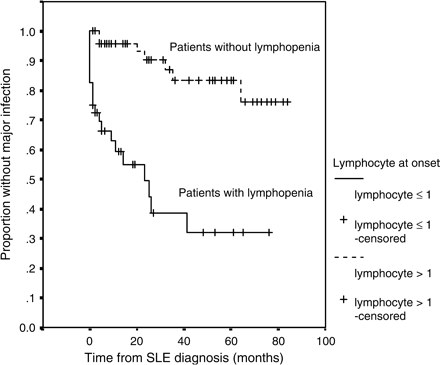 Proportion without major infection
1.0
.9
.8
.7
.6
.5
.4
.3
.2
.1
.0
Patients without lymphopenia
Patients with lymphopenia
0 20 40 60 80 100
Time from SLE diagnosis (months)
Lymphocyte at onset
lymphocyte ≤ 1
lymphocyte ≤ 1
-censored
lymphocyte > 1
lymphocyte > 1
-censored